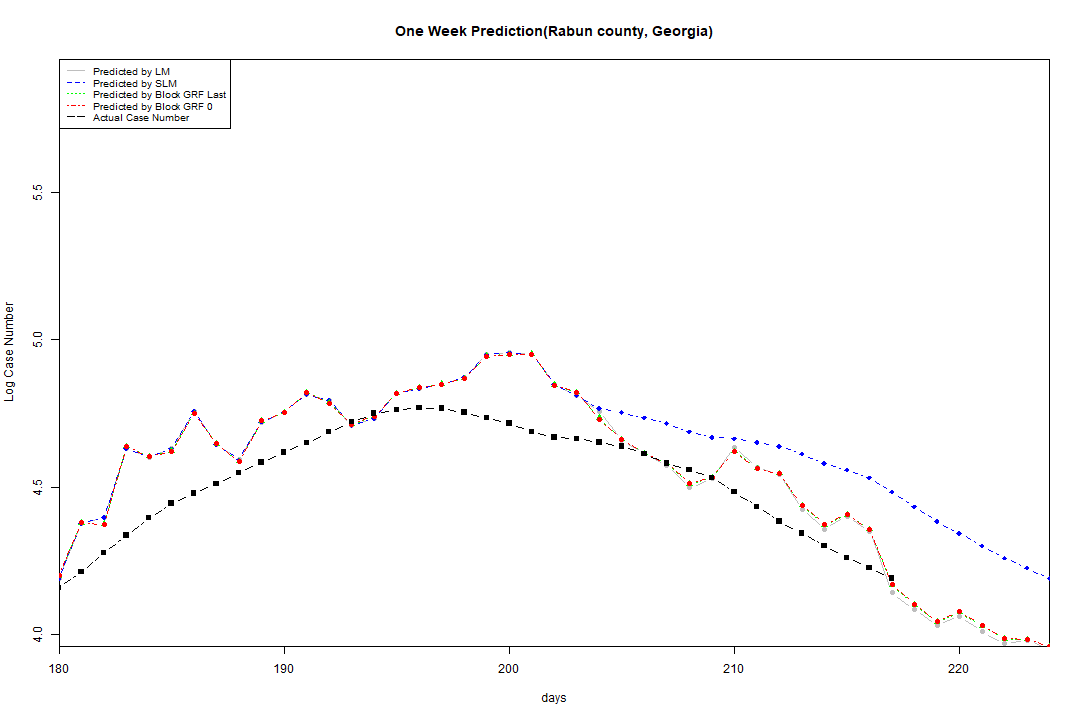 One Week Prediction(Rabun county, Georgia)
Predicted by LM
Predicted by SLM
Predicted by Block GRF Last
Predicted by Block GRF 0
Actual Case Number
5.5
5.0
4.5
4.0
Log Case Number
180 190 200 210 220
days